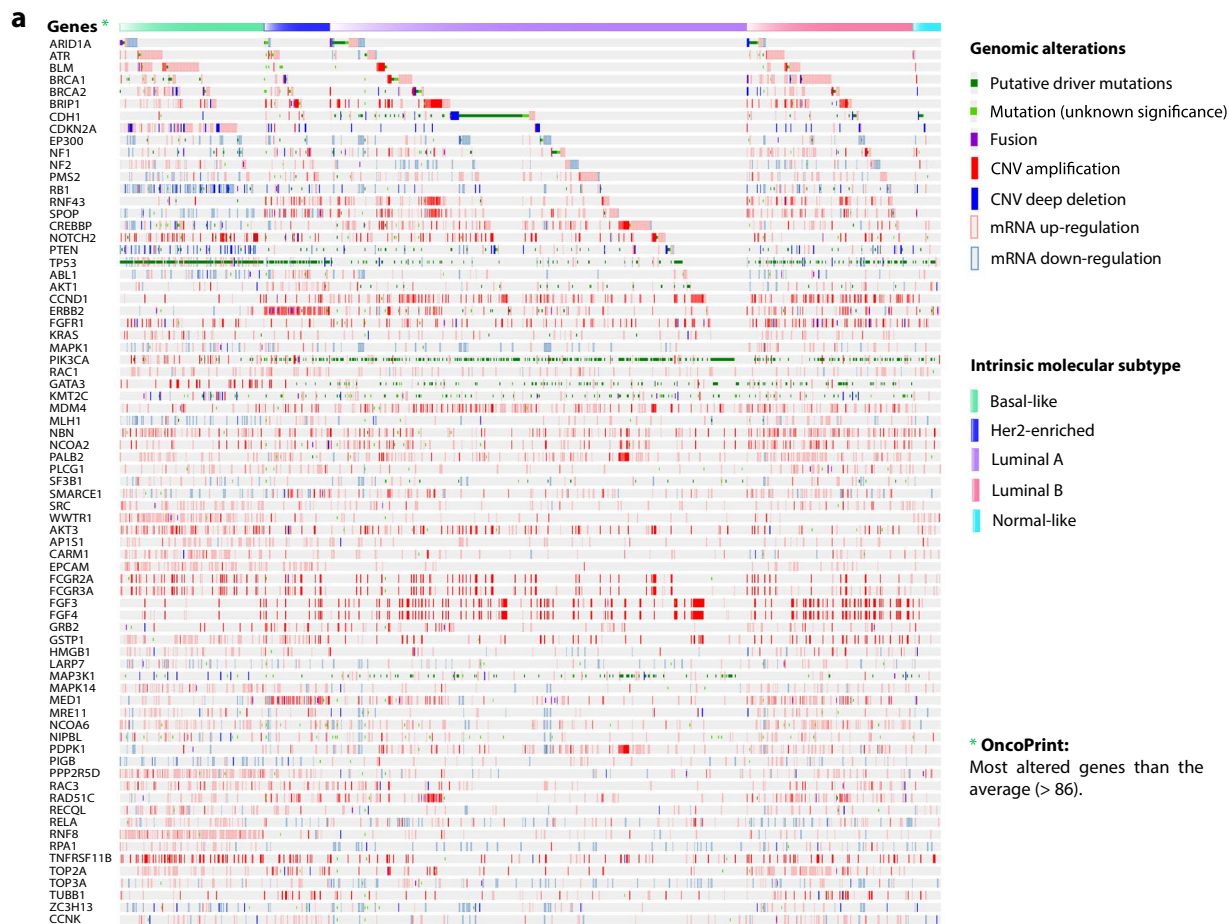 a
Genes *
ARID1A
ATR
BLM
BRCA1
BRCA2
BRIP1
CDH1
CDKN2A
EP300
NF1
NF2
PMS2
RB1
RNF43
SPOP
CREBBP
NOTCH2
PTEN
TP53
ABL1
AKT1
CCND1
ERBB2
FGFR1
KRAS
MAPK1
PIK3CA
RAC1
GATA3
KMT2C
MDM4
MLH1
NBN
NCOA2
PALB2
PLCG1
SF3B1
SMARCE1
SRC
WWTR1
AKT3
AP1S1
CARM1
EPCAM
FCGR2A
FCGR3A
FGF3
FGF4
GRB2
GSTP1
HMGB1
LARP7
MAP3K1
MAPK14
MED1
MRE11
NCOA6
NIPBL
PDPK1
PIGB
PPP2R5D
RAC3
RAD51C
RECQL
RELA
RNF8
RPA1
TNFRSF11B
TOP2A
TOP3A
TUBB1
ZC3H13
CCNK
Genomic alterations
Putative driver mutations
Mutation (unknown significance)
Fusion
CNV amplification
CNV deep deletion
mRNA up-regulation
mRNA down-regulation
Intrinsic molecular subtype
Basal-like
Her2-enriched
Luminal A
Luminal B
Normal-like
* OncoPrint:
Most altered genes than the
average (> 86).